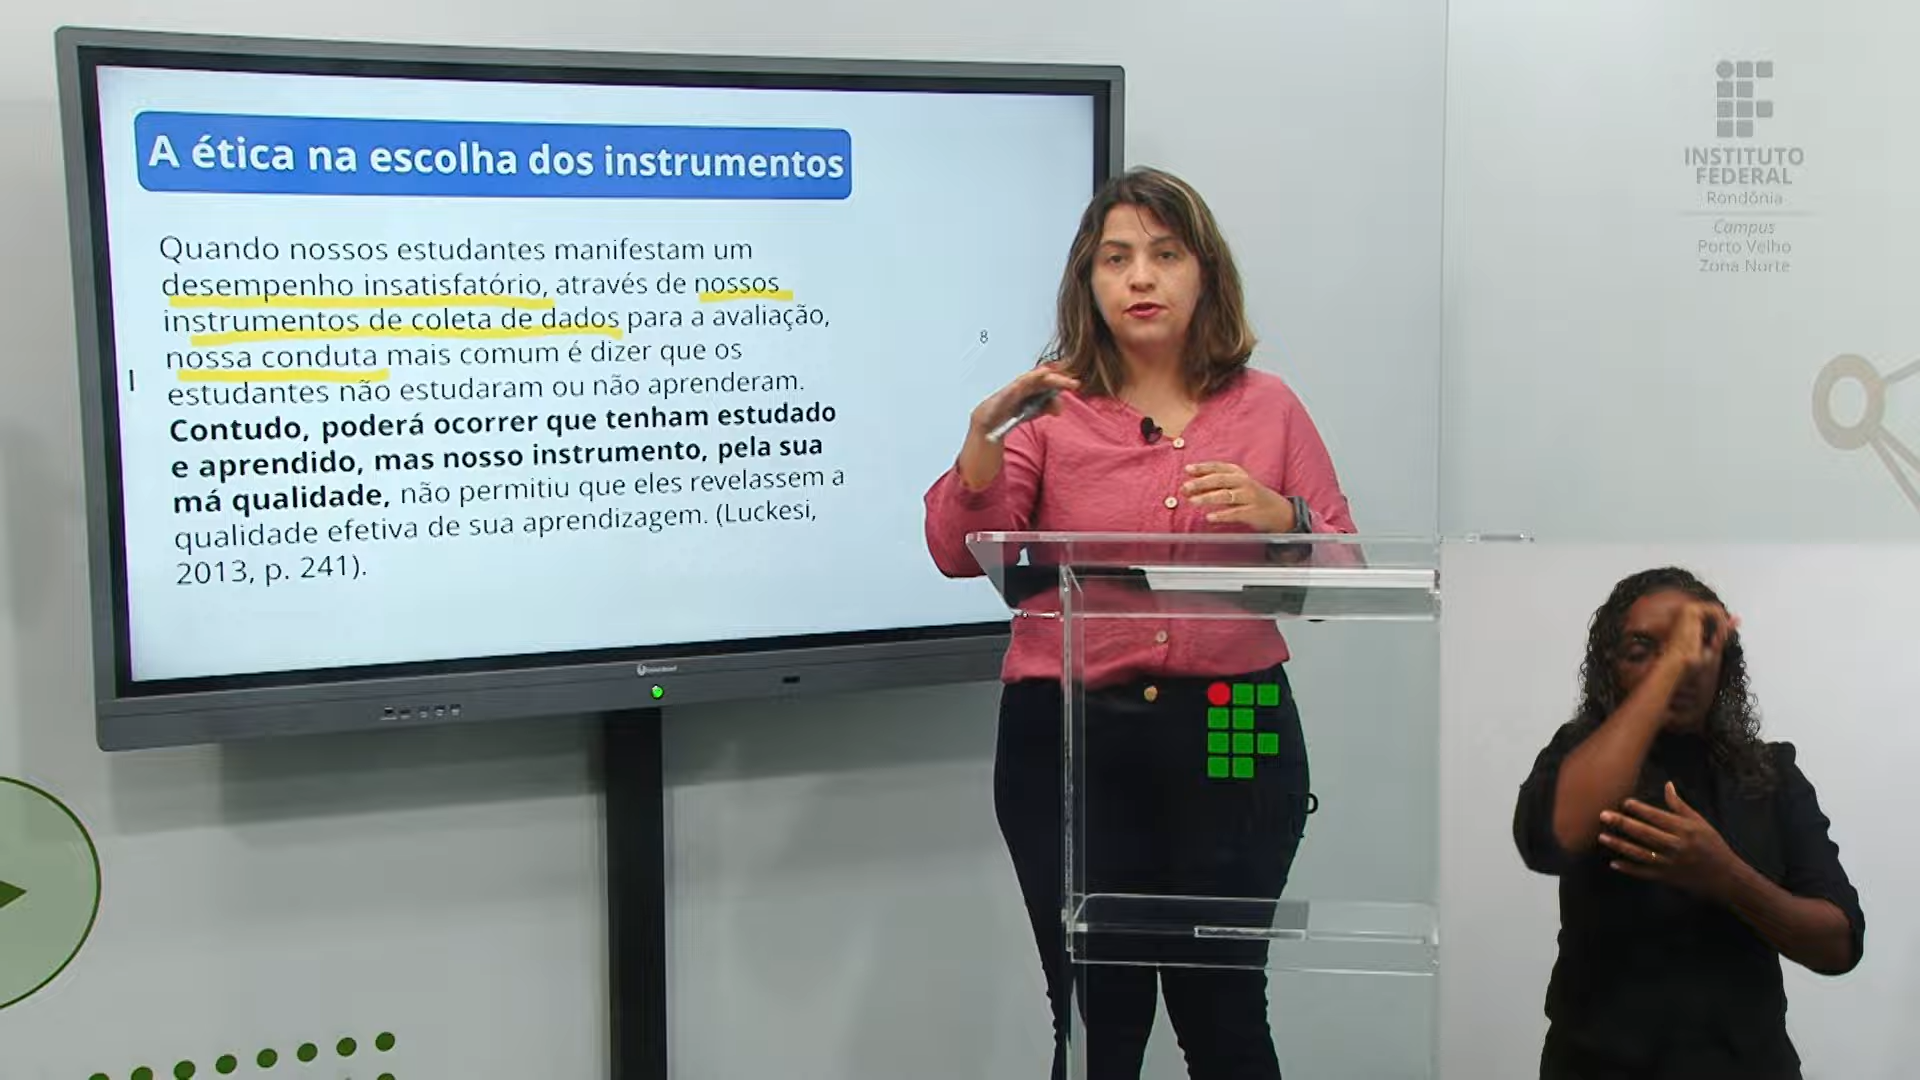 A ética na escolha dos instrumentos
Quando nossos estudantes manifestam um
desempenho insatisfatório, através de nossos
instrumentos de coleta de dados para a avaliação,
nossa conduta mais comum é dizer que os
estudantes não estudaram ou não aprenderam.
Contudo, poderá ocorrer que tenham estudado
e aprendido, mas nosso instrumento, pela sua
má qualidade, não permitiu que eles revelassem a
qualidade efetiva de sua aprendizagem. (Luckesi,
2013, p. 241).
8
INSTITUTO
FEDERAL
Rondônia
Campus
Porto Velho
Zona Norte